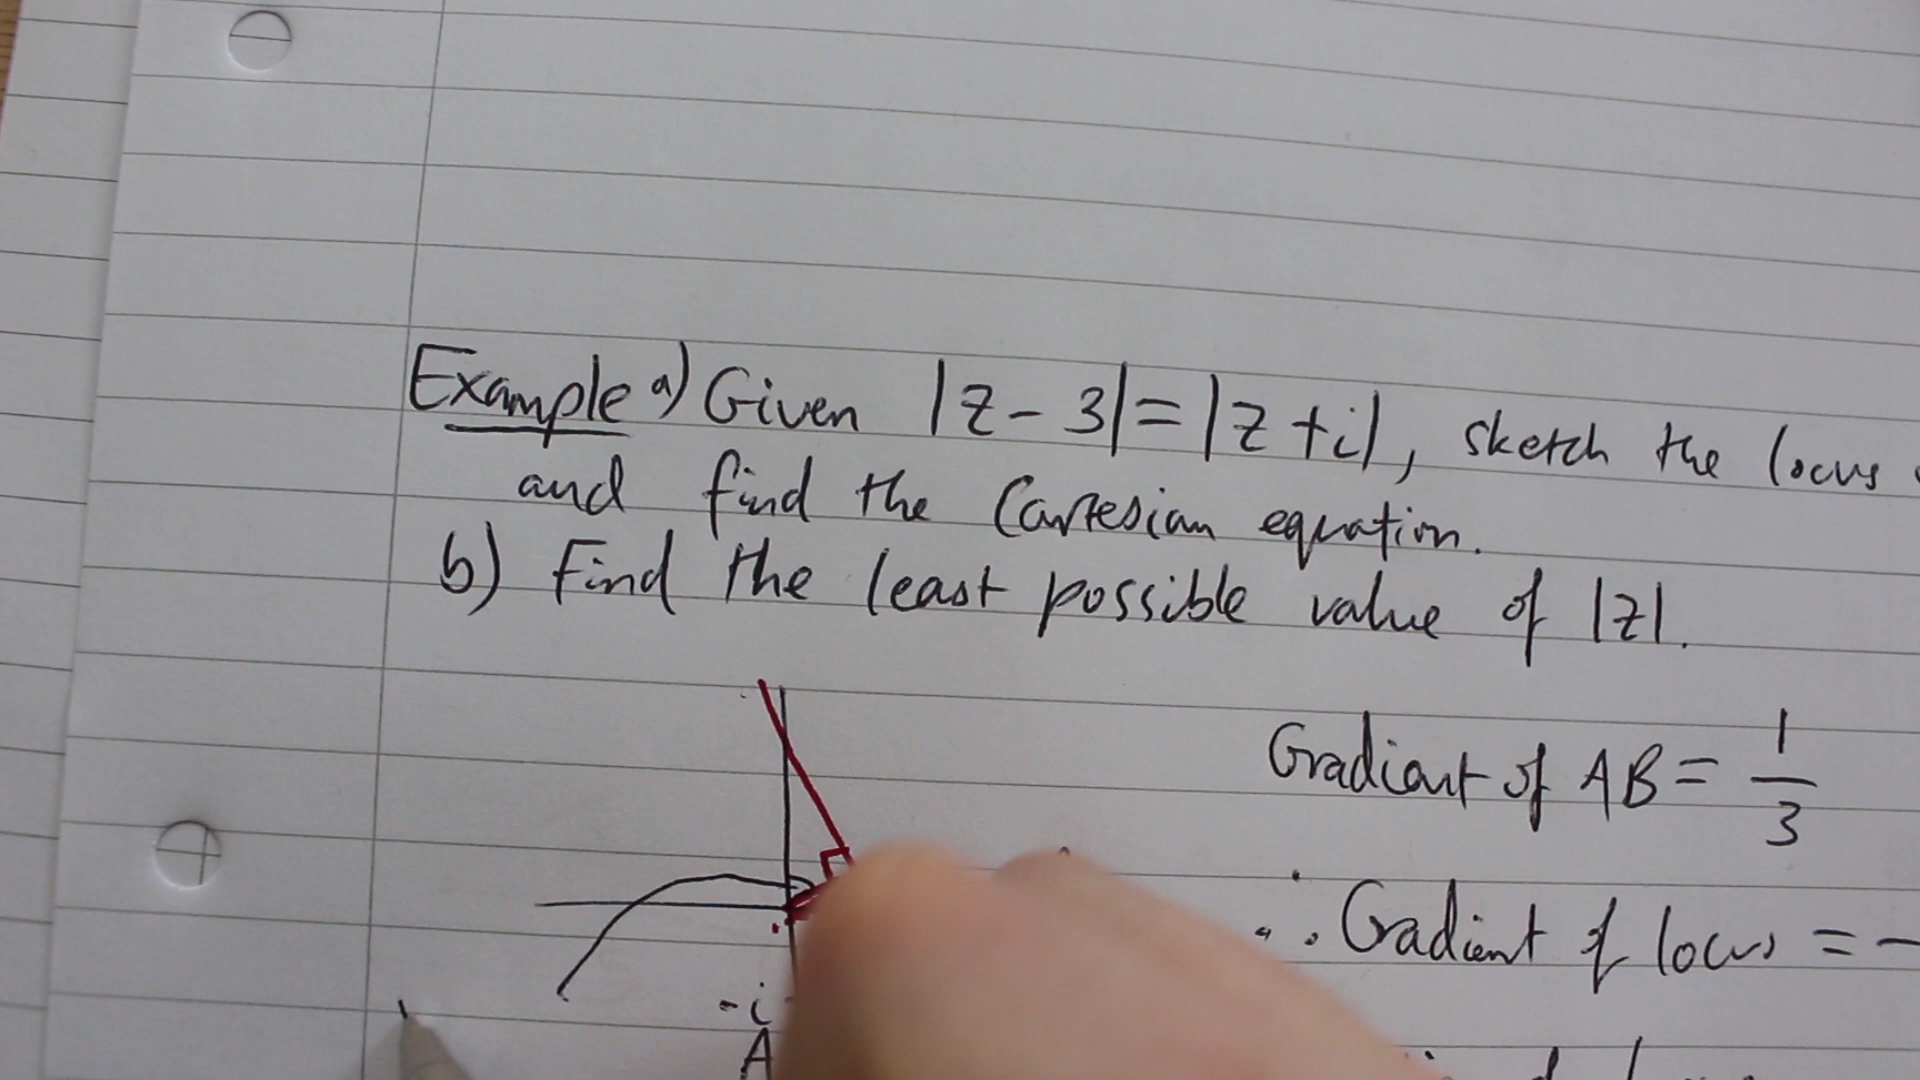 Example a) Given |z - 3| = |z + i|, sketch the locus
and find the Cartesian equation.
b) Find the least possible value of |z|.
Gradient of AB = 1/3
∴ Gradient of locus = -
-i
A